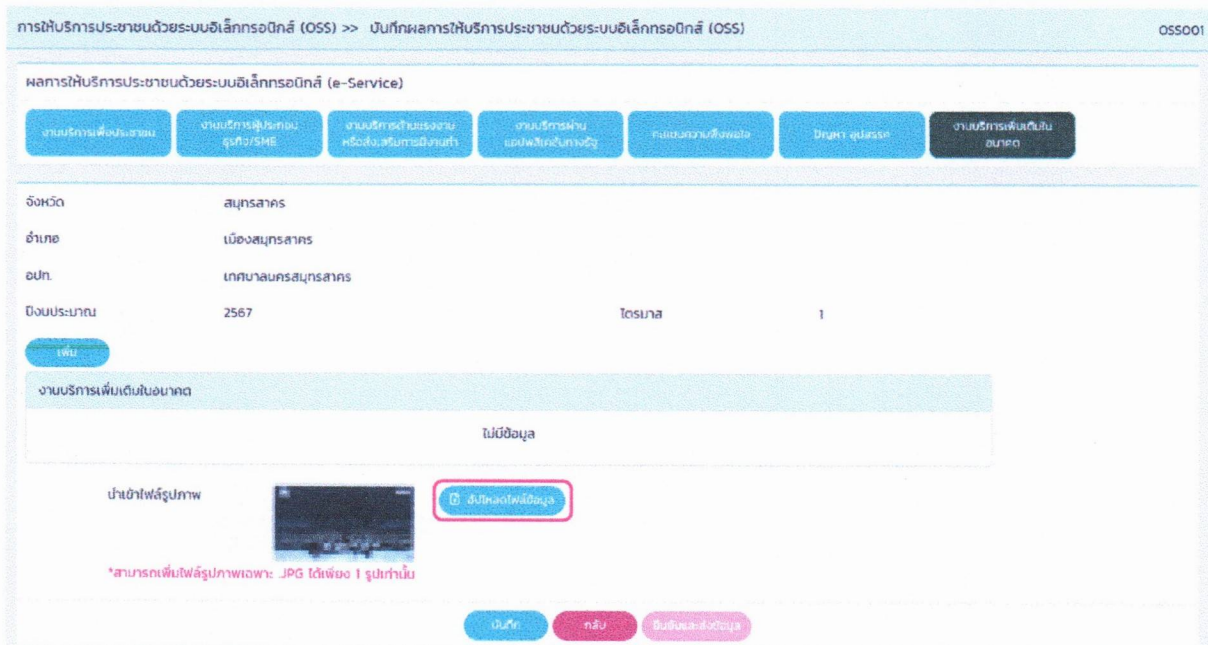 การให้บริการประชาชนด้วยระบบอิเล็กทรอนิกส์ (OSS) >> บันทึกผลการให้บริการประชาชนด้วยระบบอิเล็กทรอนิกส์ (OSS) OSS001
ผลการให้บริการประชาชนด้วยระบบอิเล็กทรอนิกส์ (e-Service)
งานบริการเพื่อประชาชน
งานบริการผู้ประกอบ
ธุรกิจ/SME
งานบริการด้านแรงงาน
หรือส่งเสริมการมีงานทำ
งานบริการผ่าน
แอปพลิเคชันทางรัฐ
คะแนนความพึงพอใจ
ปัญหา อุปสรรค
งานบริการเพิ่มเติมใน
อนาคต
จังหวัด สมุทรสาคร
อำเภอ เมืองสมุทรสาคร
อปท. เทศบาลนครสมุทรสาคร
ปีงบประมาณ 2567 ไตรมาส 1
เพิ่ม
งานบริการเพิ่มเติมในอนาคต
ไม่มีข้อมูล
นำเข้าไฟล์รูปภาพ อัปโหลดไฟล์ข้อมูล
*สามารถเพิ่มไฟล์รูปภาพเฉพาะ .JPG ได้เพียง 1 รูปเท่านั้น
บันทึก กลับ ยืนยันและส่งข้อมูล